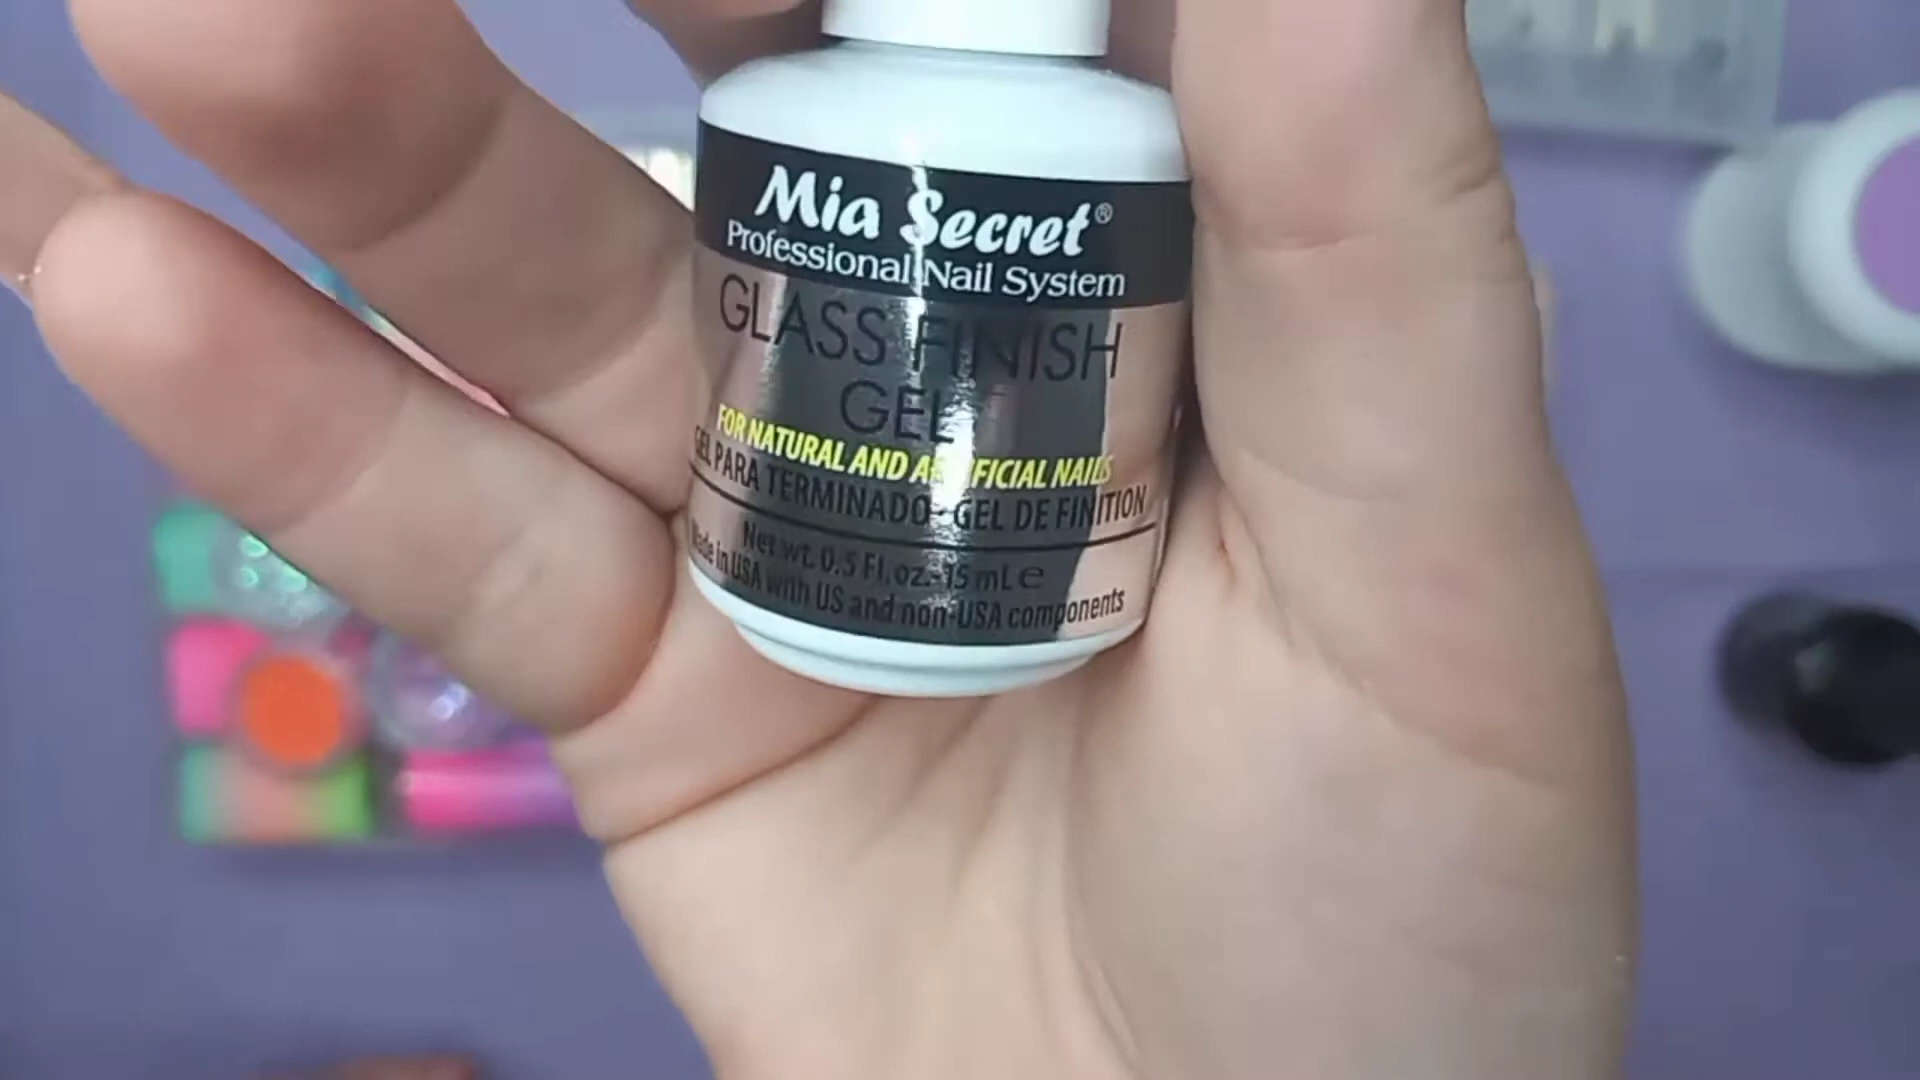 Mia Secret®
Professional Nail System
GLASS FINISH
GEL
FOR NATURAL AND ARTIFICIAL NAILS
GEL PARA TERMINADO - GEL DE FINITION
Net wt. 0.5 Fl. oz.-15 mL e
Made in USA with US and non-USA components